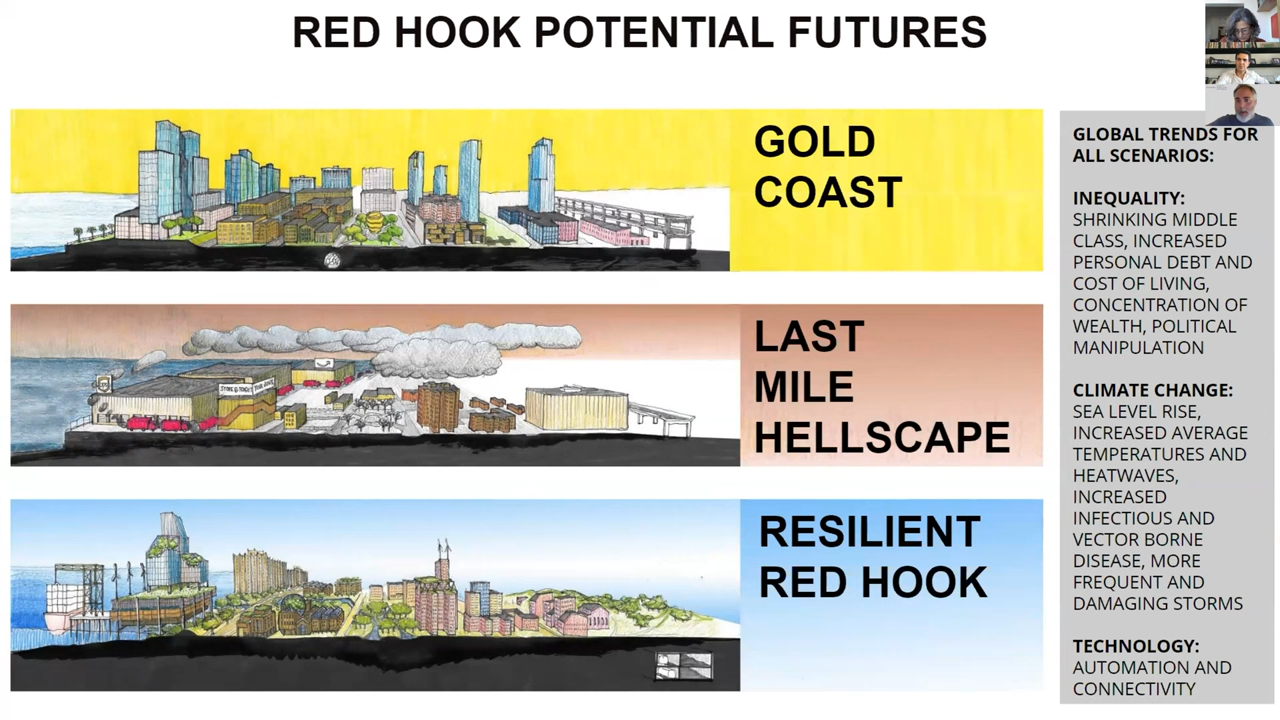 RED HOOK POTENTIAL FUTURES
GOLD
COAST
LAST
MILE
HELLSCAPE
RESILIENT
RED HOOK
GLOBAL TRENDS FOR
ALL SCENARIOS:
INEQUALITY:
SHRINKING MIDDLE
CLASS, INCREASED
PERSONAL DEBT AND
COST OF LIVING,
CONCENTRATION OF
WEALTH, POLITICAL
MANIPULATION
CLIMATE CHANGE:
SEA LEVEL RISE,
INCREASED AVERAGE
TEMPERATURES AND
HEATWAVES,
INCREASED
INFECTIOUS AND
VECTOR BORNE
DISEASE, MORE
FREQUENT AND
DAMAGING STORMS
TECHNOLOGY:
AUTOMATION AND
CONNECTIVITY